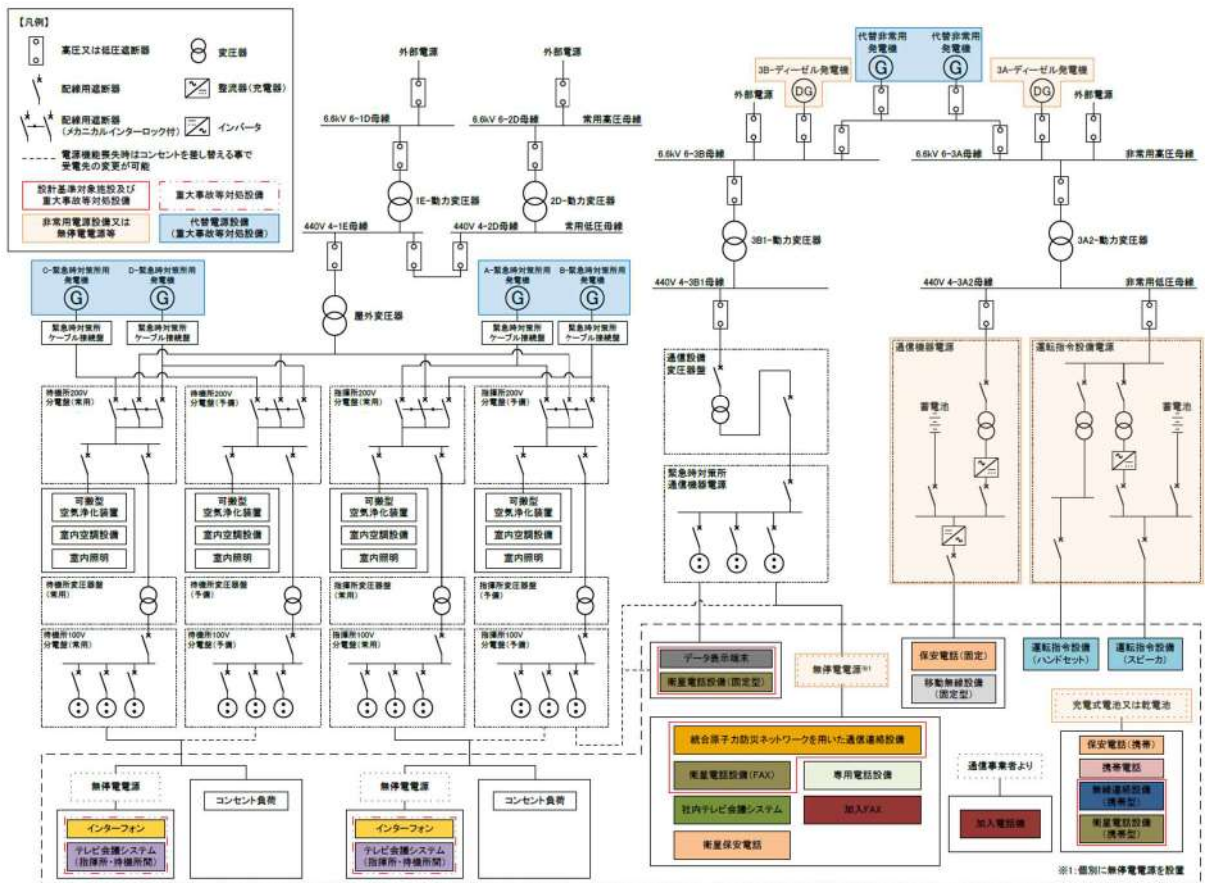 【凡例】
高圧又は低圧遮断器
変圧器
配線用遮断器
整流器(充電器)
配線用遮断器
(メカニカルインターロック付)
インバータ
電源機能喪失時はコンセントを差し替える事で
受電先の変更が可能
設計基準対象施設及び
重大事故等対処設備
重大事故等対処設備
非常用電源設備又は
無停電電源等
代替電源設備
(重大事故等対処設備)
外部電源
外部電源
6.6kV 6-1D母線
6.6kV 6-2D母線
常用高圧母線
1E-動力変圧器
2D-動力変圧器
440V 4-1E母線
440V 4-2D母線
常用低圧母線
屋外変圧器
代替非常用
発電機
G
代替非常用
発電機
G
3B-ディーゼル発電機
DG
3A-ディーゼル発電機
DG
外部電源
外部電源
6.6kV 6-3B母線
6.6kV 6-3A母線
非常用高圧母線
3B1-動力変圧器
3A2-動力変圧器
440V 4-3B1母線
440V 4-3A2母線
非常用低圧母線
C-緊急時対策所用
発電機
G
D-緊急時対策所用
発電機
G
A-緊急時対策所用
発電機
G
B-緊急時対策所用
発電機
G
緊急時対策所
ケーブル接続盤
緊急時対策所
ケーブル接続盤
緊急時対策所
ケーブル接続盤
緊急時対策所
ケーブル接続盤
待機所200V
分電盤(常用)
待機所200V
分電盤(予備)
指揮所200V
分電盤(常用)
指揮所200V
分電盤(予備)
可搬型
空気浄化装置
室内空調設備
室内照明
可搬型
空気浄化装置
室内空調設備
室内照明
可搬型
空気浄化装置
室内空調設備
室内照明
可搬型
空気浄化装置
室内空調設備
室内照明
待機所変圧器盤
(常用)
待機所変圧器盤
(予備)
指揮所変圧器盤
(常用)
指揮所変圧器盤
(予備)
待機所100V
分電盤(常用)
待機所100V
分電盤(予備)
指揮所100V
分電盤(常用)
指揮所100V
分電盤(予備)
通信設備
変圧器盤
緊急時対策所
通信機器電源
通信機器電源
蓄電池
運転指令設備電源
蓄電池
無停電電源
インターフォン
テレビ会議システム
(指揮所・待機所間)
コンセント負荷
無停電電源
インターフォン
テレビ会議システム
(指揮所・待機所間)
コンセント負荷
データ表示端末
衛星電話設備(固定型)
無停電電源※1
保安電話(固定)
移動無線設備
(固定型)
運転指令設備
(ハンドセット)
運転指令設備
(スピーカ)
統合原子力防災ネットワークを用いた通信連絡設備
衛星電話設備(FAX)
専用電話設備
社内テレビ会議システム
加入FAX
衛星保安電話
通信事業者より
加入電話機
充電式電池又は乾電池
保安電話(携帯)
携帯電話
無線連絡設備
(携帯型)
衛星電話設備
(携帯型)
※1:個別に無停電電源を設置